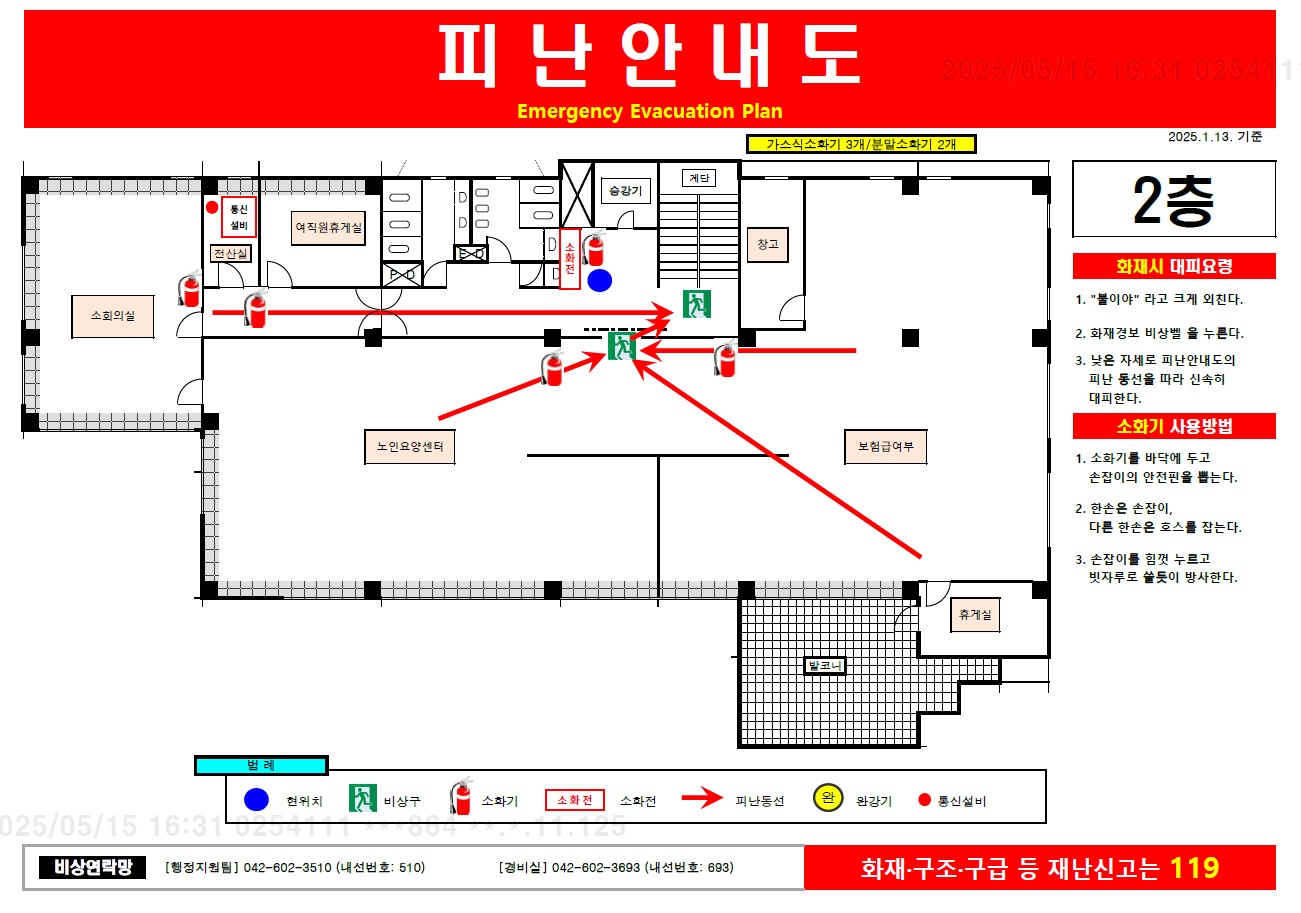 피난안내도
2025/05/15 16:31 0254111
Emergency Evacuation Plan
2025.1.13. 기준
가스식소화기 3개/분말소화기 2개
2층
계단
승강기
통신
설비
여직원휴게실
전산실
소화전
창고
P.D
E.D
소회의실
노인요양센터
보험급여부
휴게실
발코니
화재시 대피요령
1. "불이야" 라고 크게 외친다.
2. 화재경보 비상벨 을 누른다.
3. 낮은 자세로 피난안내도의
피난 통선을 따라 신속히
대피한다.
소화기 사용방법
1. 소화기를 바닥에 두고
손잡이의 안전핀을 뽑는다.
2. 한손은 손잡이,
다른 한손은 호스를 잡는다.
3. 손잡이를 힘껏 누르고
빗자루로 쓸듯이 방사한다.
범 례
현위치
비상구
소화기
소화전
소화전
피난동선
완
완강기
통신설비
025/05/15 16:31 0254111 ***864 **.*.11.125
비상연락망
[행정지원팀] 042-602-3510 (내선번호: 510)
[경비실] 042-602-3693 (내선번호: 693)
화재·구조·구급 등 재난신고는 119